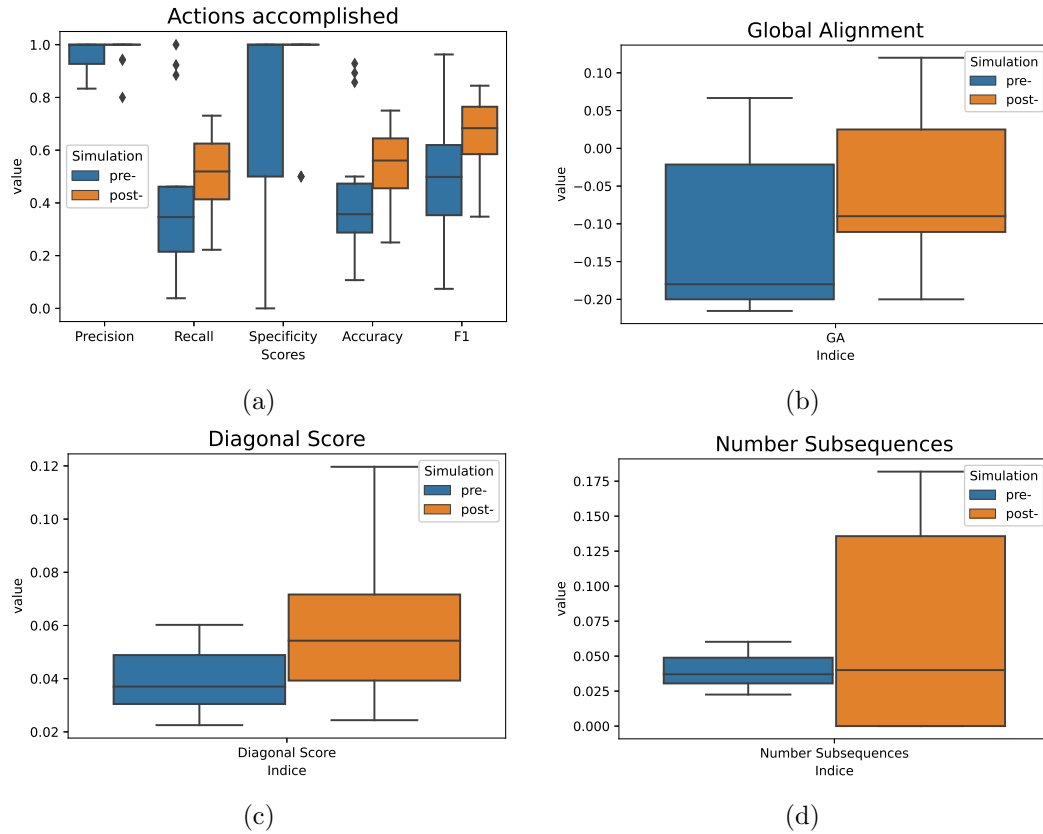 Actions accomplished
1.0
0.8
0.6
0.4
0.2
0.0
value
Simulation
pre-
post-
Precision Recall Specificity Accuracy F1
Scores
(a)
Global Alignment
0.10
0.05
0.00
−0.05
−0.10
−0.15
−0.20
value
Simulation
pre-
post-
GA
Indice
(b)
Diagonal Score
0.12
0.10
0.08
0.06
0.04
0.02
value
Simulation
pre-
post-
Diagonal Score
Indice
(c)
Number Subsequences
0.175
0.150
0.125
0.100
0.075
0.050
0.025
0.000
value
Simulation
pre-
post-
Number Subsequences
Indice
(d)